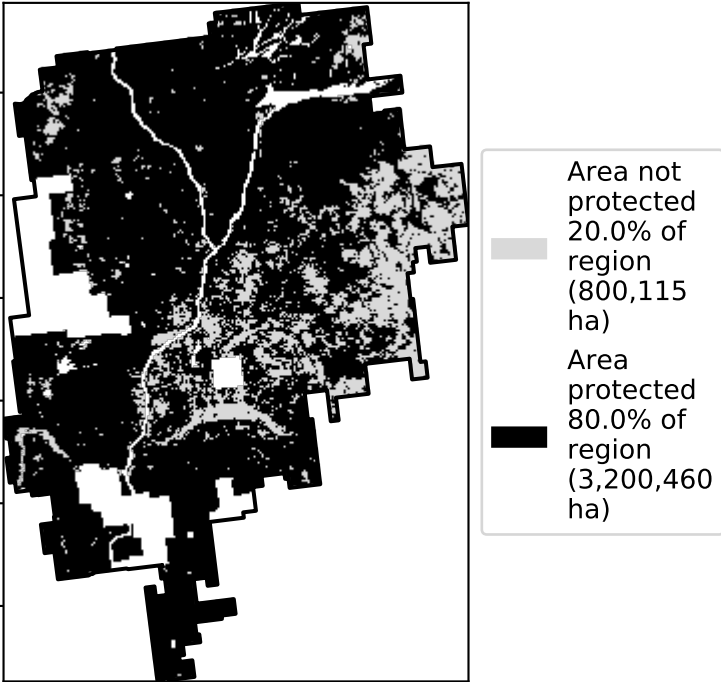 Area not
protected
20.0% of
region
(800,115
ha)
Area
protected
80.0% of
region
(3,200,460
ha)